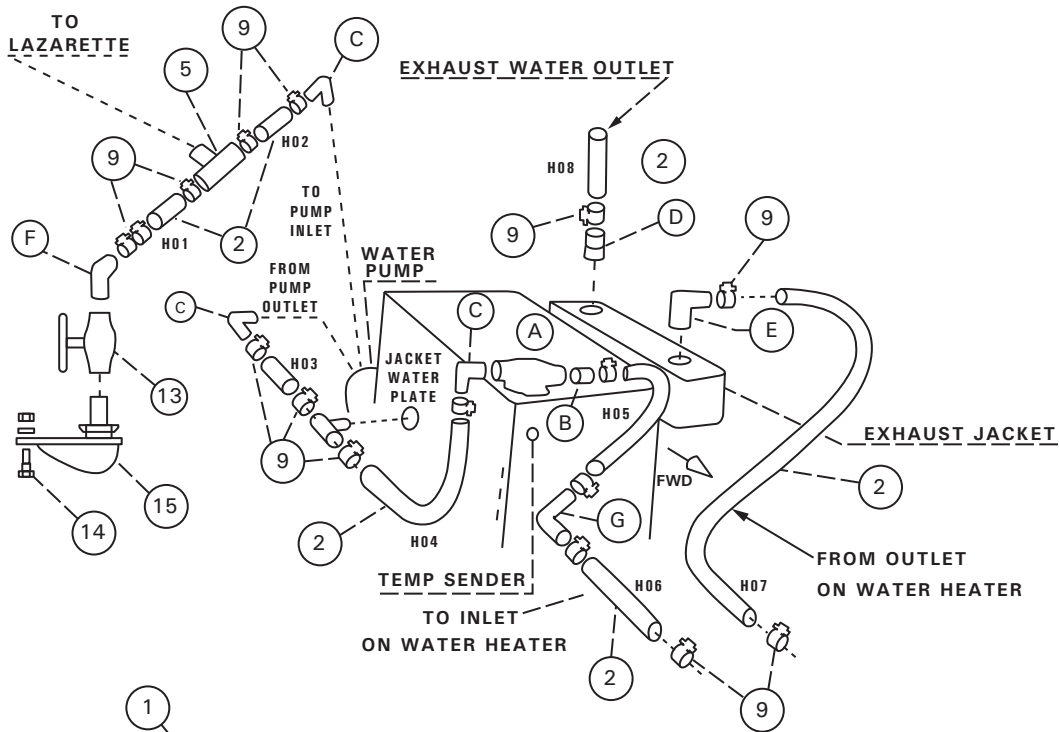 TO
LAZARETTE
9
C
5
EXHAUST WATER OUTLET
H02
9
H08
2
TO
PUMP
INLET
D
9
9
F
H01
2
WATER
PUMP
FROM
PUMP
OUTLET
C
C
A
E
H03
JACKET
WATER
PLATE
13
B
H05
EXHAUST JACKET
9
FWD
2
15
14
2
H04
G
FROM OUTLET
ON WATER HEATER
TEMP SENDER
H06
H07
TO INLET
ON WATER HEATER
2
9
1